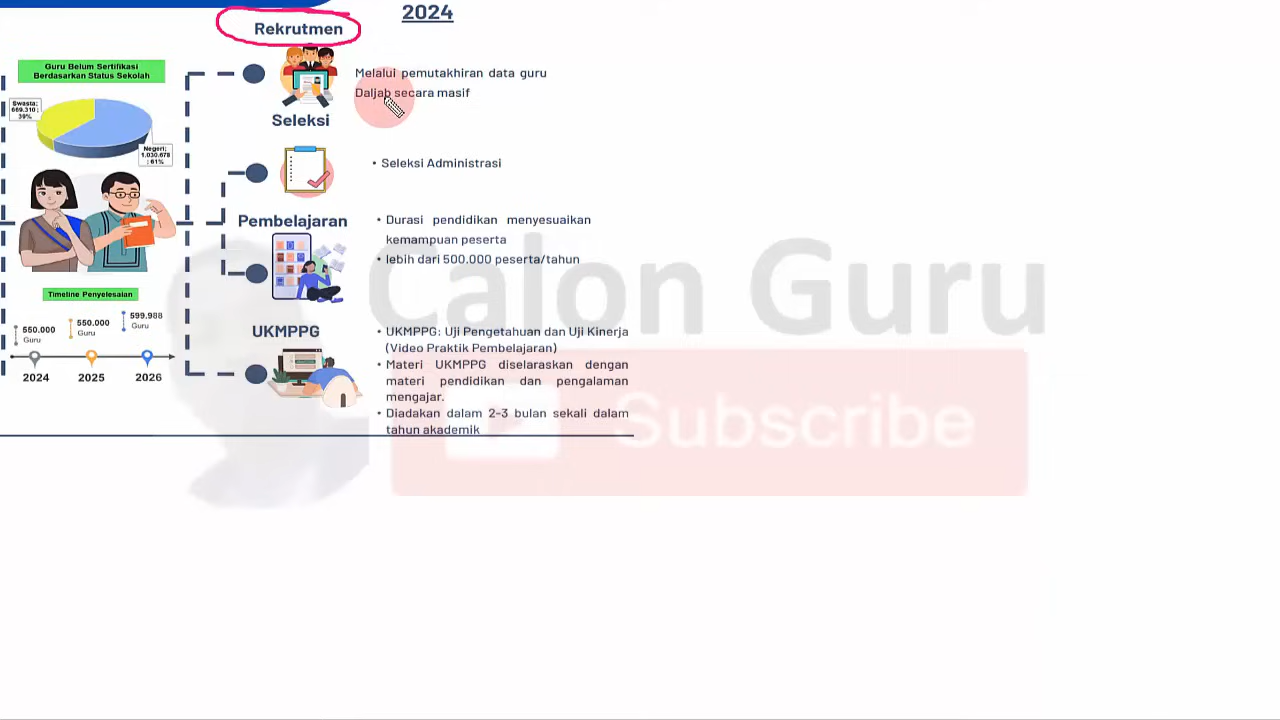 2024
Rekrutmen
Guru Belum Sertifikasi
Berdasarkan Status Sekolah
Swasta;
669.310;
39%
Negeri;
1,030.678
; 61%
Melalui pemutakhiran data guru
Daljab secara masif
Seleksi
• Seleksi Administrasi
Pembelajaran
• Durasi pendidikan menyesuaikan
kemampuan peserta
• lebih dari 500.000 peserta/tahun
Timeline Penyelesaian
550.000
Guru
550.000
Guru
599.988
Guru
2024
2025
2026
UKMPPG
• UKMPPG: Uji Pengetahuan dan Uji Kinerja
(Video Praktik Pembelajaran)
• Materi UKMPPG diselaraskan dengan
materi pendidikan dan pengalaman
mengajar.
• Diadakan dalam 2-3 bulan sekali dalam
tahun akademik
Calon Guru
Subscribe